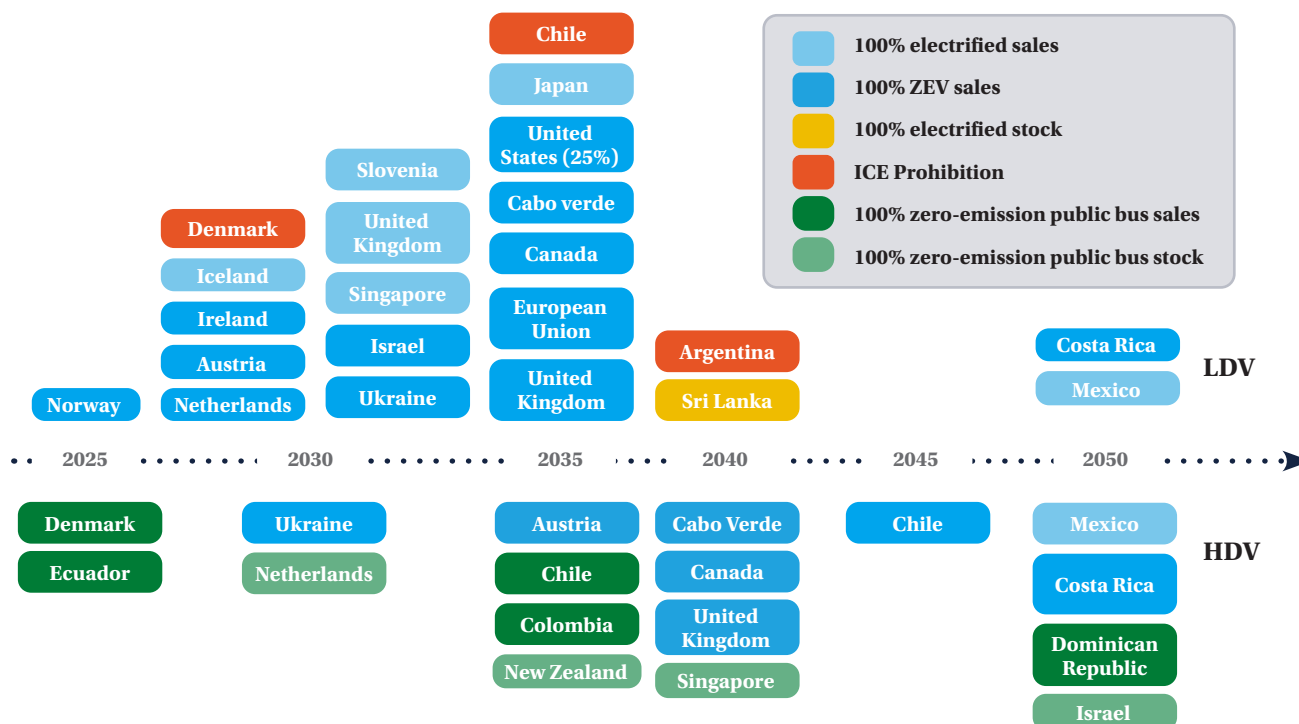 Chile
Japan
United
States (25%)
Cabo verde
Canada
European
Union
United
Kingdom
Slovenia
United
Kingdom
Singapore
Israel
Ukraine
Denmark
Iceland
Ireland
Austria
Netherlands
Norway
Argentina
Sri Lanka
Costa Rica
Mexico
LDV
100% electrified sales
100% ZEV sales
100% electrified stock
ICE Prohibition
100% zero-emission public bus sales
100% zero-emission public bus stock
2025
2030
2035
2040
2045
2050
Denmark
Ecuador
Ukraine
Netherlands
Austria
Chile
Colombia
New Zealand
Cabo Verde
Canada
United
Kingdom
Singapore
Chile
Mexico
Costa Rica
Dominican
Republic
Israel
HDV